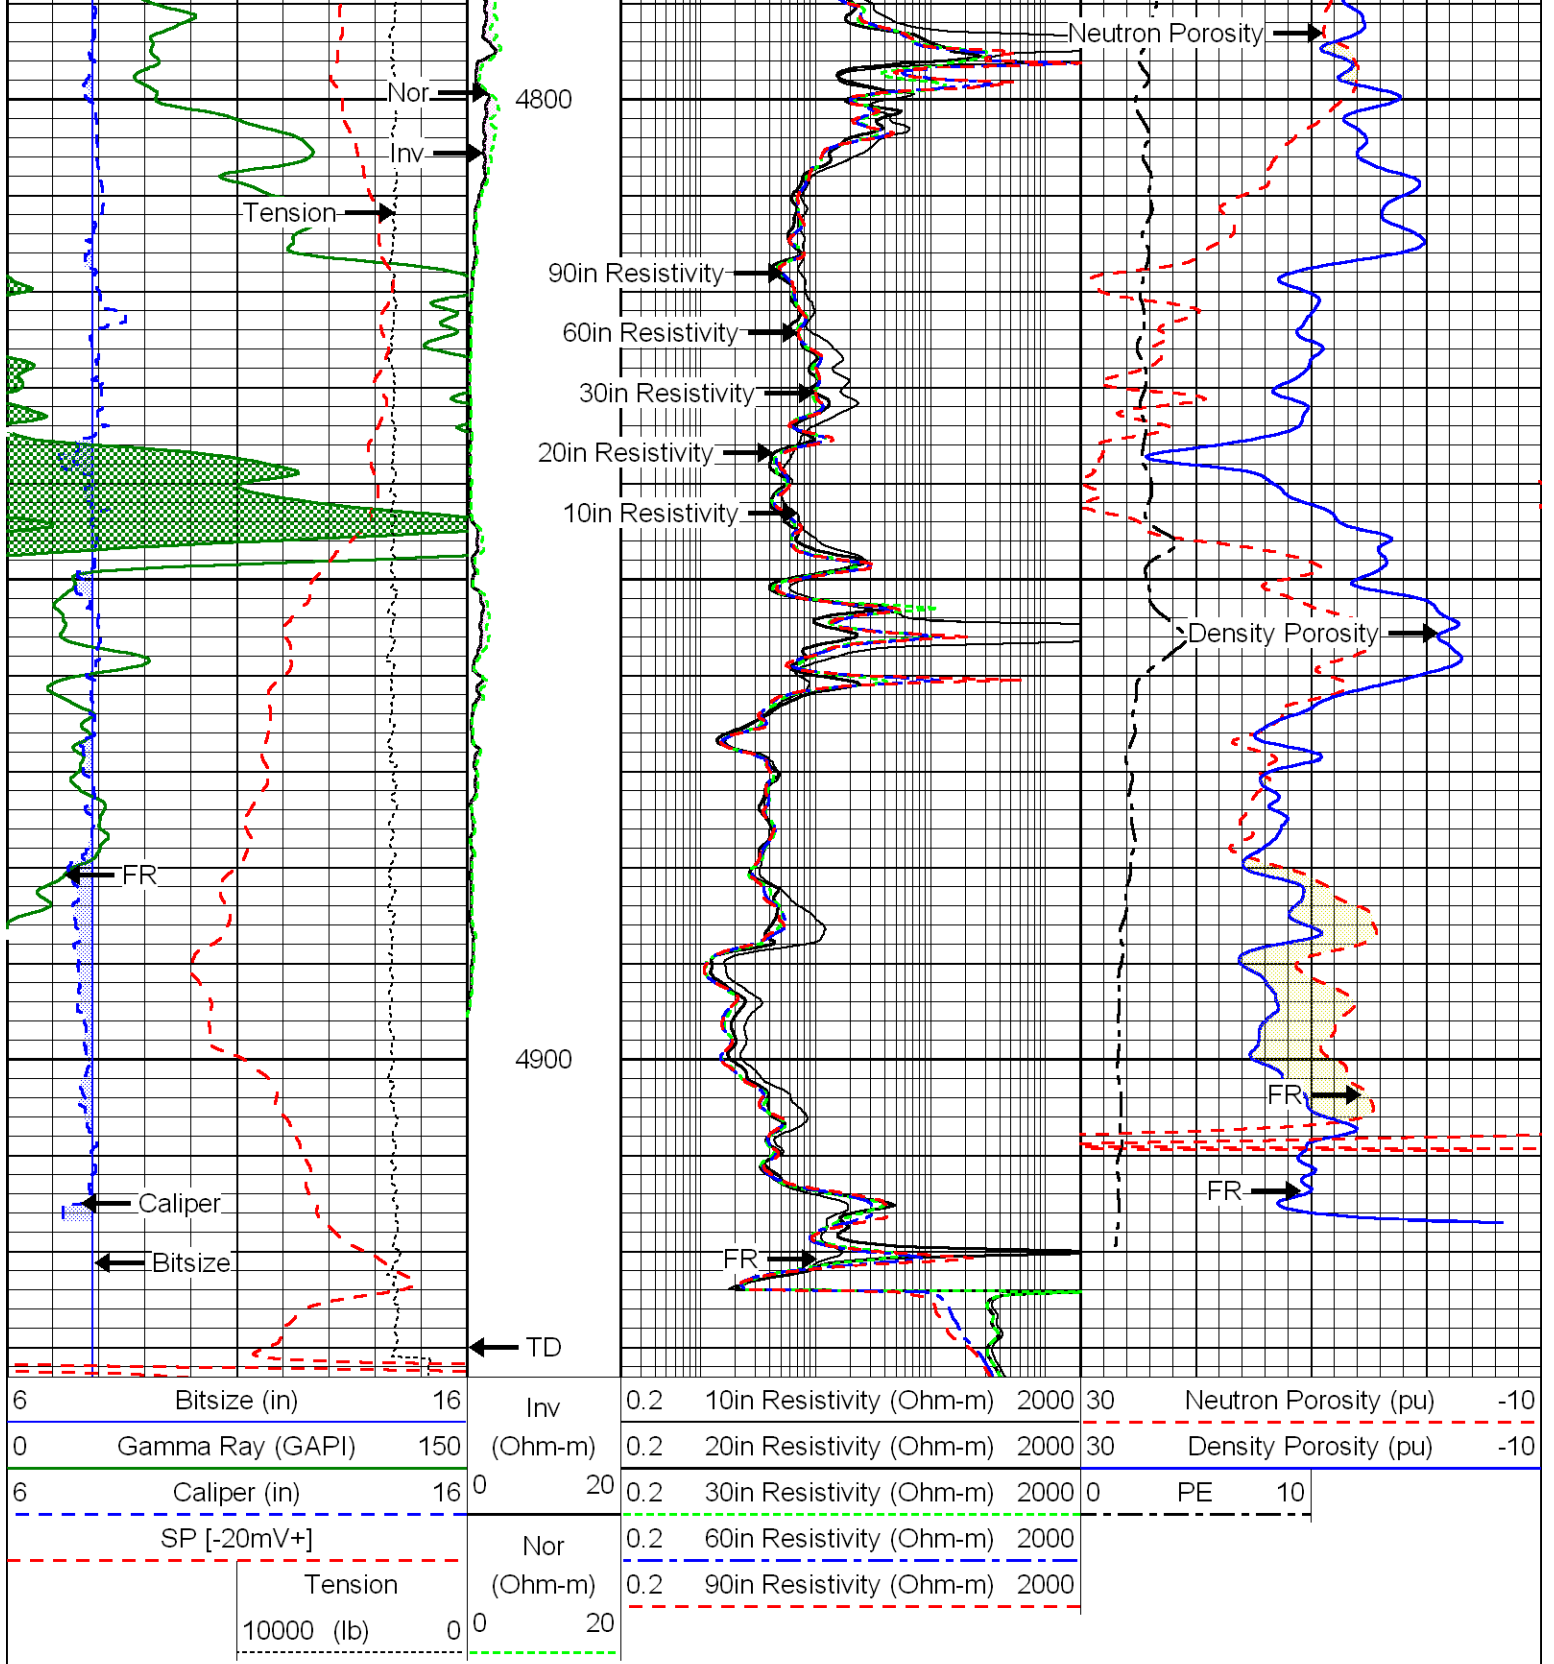 Neutron Porosity
Nor
4800
Inv
Tension
90in Resistivity
60in Resistivity
30in Resistivity
20in Resistivity
10in Resistivity
Density Porosity
FR
4900
FR
FR
Caliper
FR
Bitsize
TD
6 Bitsize (in) 16
0 Gamma Ray (GAPI) 150
6 Caliper (in) 16
SP [-20mV+]
Tension
10000 (lb) 0
Inv
(Ohm-m)
0 20
Nor
(Ohm-m)
0 20
0.2 10in Resistivity (Ohm-m) 2000
0.2 20in Resistivity (Ohm-m) 2000
0.2 30in Resistivity (Ohm-m) 2000
0.2 60in Resistivity (Ohm-m) 2000
0.2 90in Resistivity (Ohm-m) 2000
30 Neutron Porosity (pu) -10
30 Density Porosity (pu) -10
0 PE 10